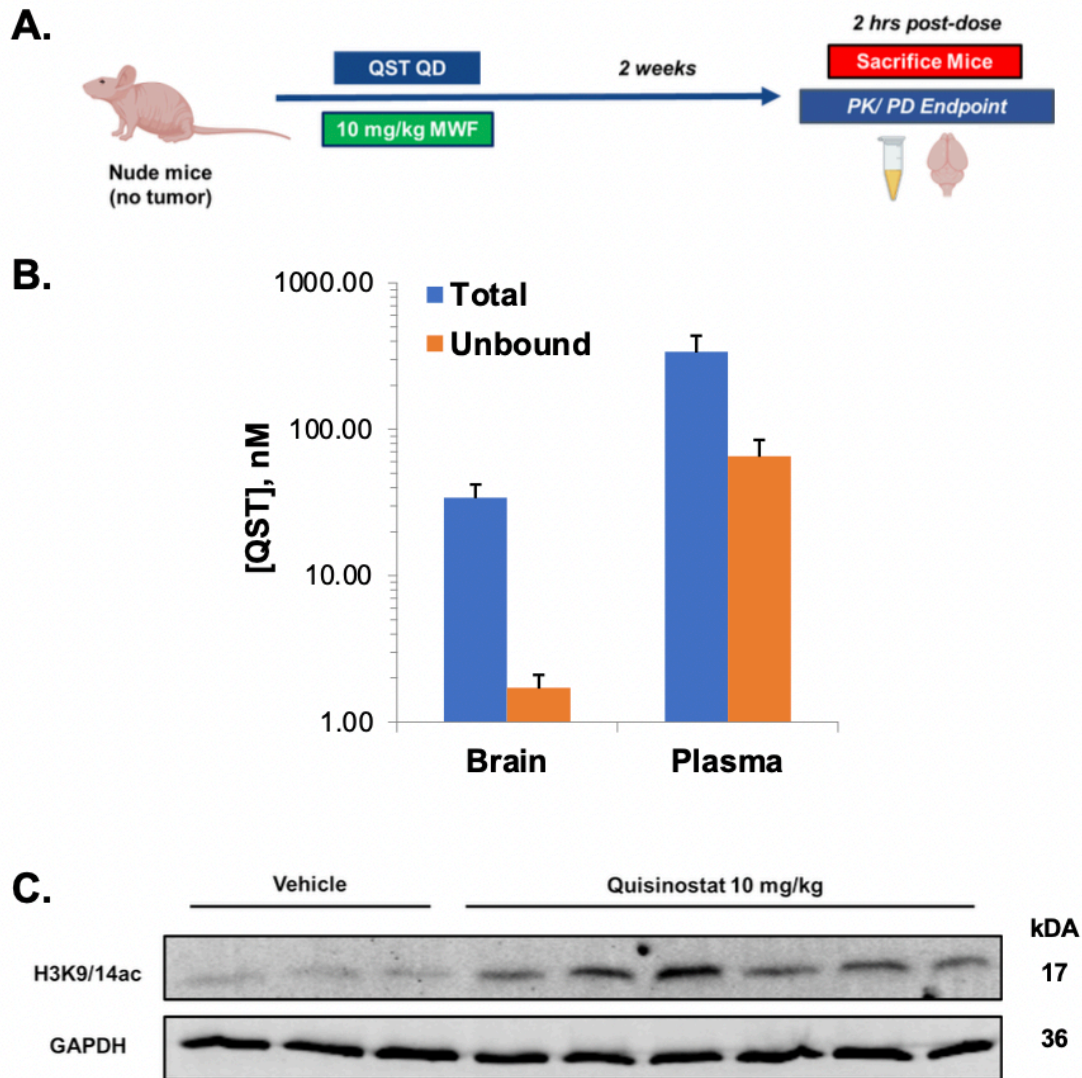 A.
2 hrs post-dose
QST QD
2 weeks
Sacrifice Mice
PK/ PD Endpoint
10 mg/kg MWF
Nude mice
(no tumor)
B.
1000.00
100.00
10.00
1.00
[QST], nM
Total
Unbound
Brain
Plasma
C.
Vehicle
Quisinostat 10 mg/kg
kDA
H3K9/14ac
17
GAPDH
36